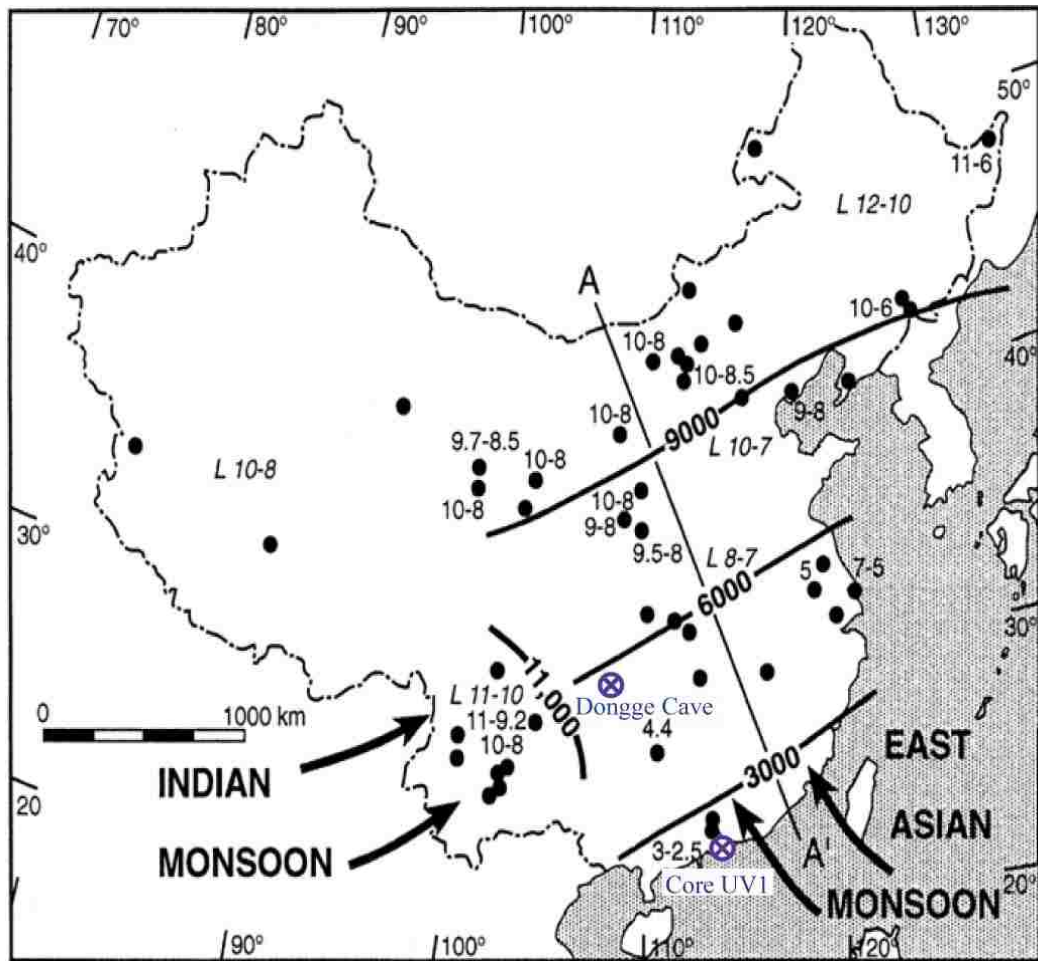 70° 80° 90° 100° 110° 120° 130°
50°
11-6
L 12-10
40°
A
10-6
10-8
40°
10-8.5
10-8
9-8
9000
9.7-8.5
L 10-7
L 10-8
10-8
10-8
10-8
30°
9-8
9.5-8
L 8-7
5
7-5
6000
30°
11,000
L 11-10
Dongge Cave
0 1000 km
11-9.2
4.4
10-8
EAST
INDIAN
3000
20
ASIAN
MONSOON
3-2.5
A'
Core UV1
20°
MONSOON
90° 100° 110° 120°